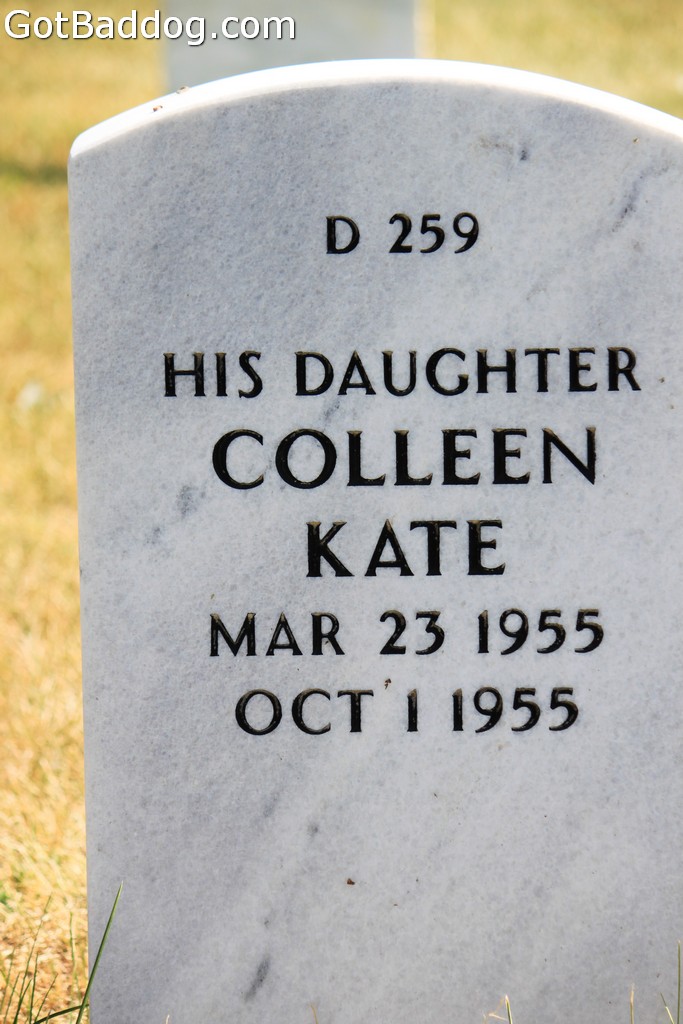 GotBaddog.com
D 259
HIS DAUGHTER
COLLEEN
KATE
MAR 23 1955
OCT 1 1955